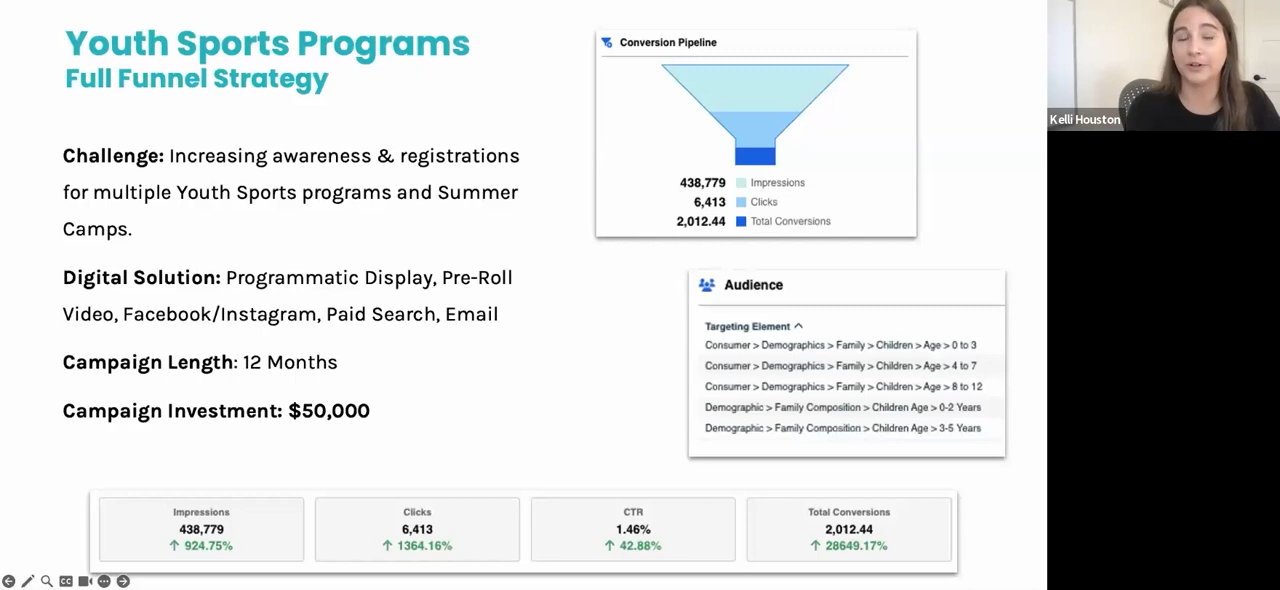 Youth Sports Programs
Full Funnel Strategy
Challenge: Increasing awareness & registrations
for multiple Youth Sports programs and Summer
Camps.
Digital Solution: Programmatic Display, Pre-Roll
Video, Facebook/Instagram, Paid Search, Email
Campaign Length: 12 Months
Campaign Investment: $50,000
Conversion Pipeline
438,779 Impressions
6,413 Clicks
2,012.44 Total Conversions
Audience
Targeting Element
Consumer > Demographics > Family > Children > Age > 0 to 3
Consumer > Demographics > Family > Children > Age > 4 to 7
Consumer > Demographics > Family > Children > Age > 8 to 12
Demographic > Family Composition > Children Age > 0-2 Years
Demographic > Family Composition > Children Age > 3-5 Years
Impressions
438,779
↑ 924.75%
Clicks
6,413
↑ 1364.16%
CTR
1.46%
↑ 42.88%
Total Conversions
2,012.44
↑ 28649.17%
CC
Kelli Houston